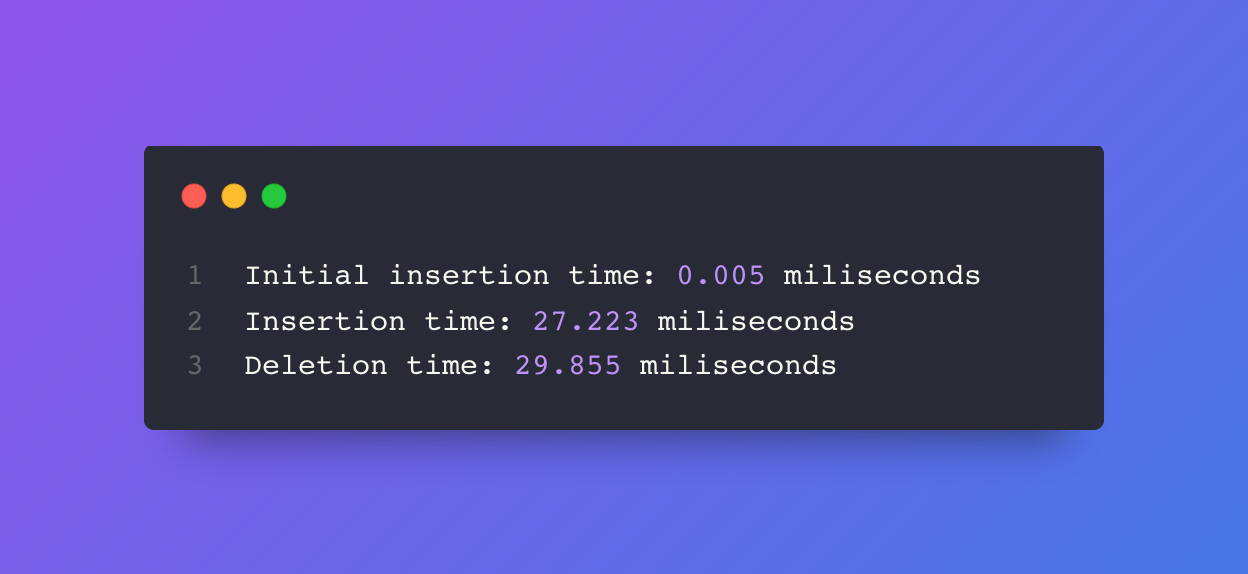 1 Initial insertion time: 0.005 miliseconds
2 Insertion time: 27.223 miliseconds
3 Deletion time: 29.855 miliseconds